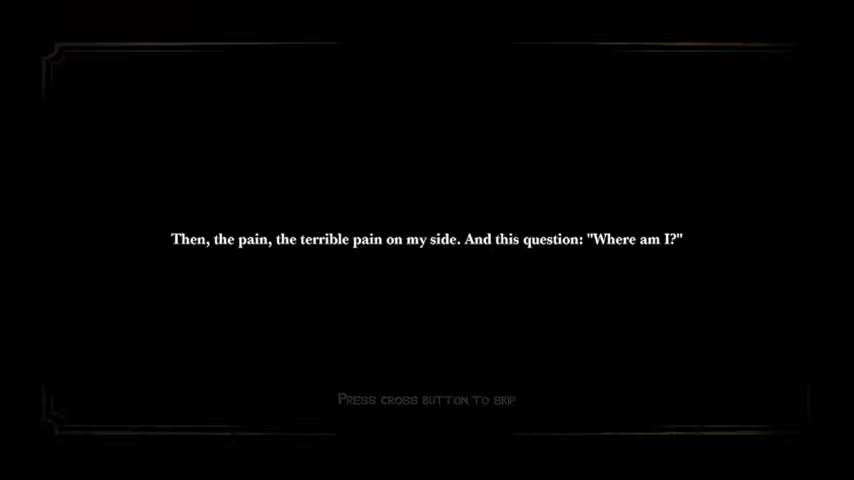 Then, the pain, the terrible pain on my side. And this question: "Where am I?"
Press cross button to skip